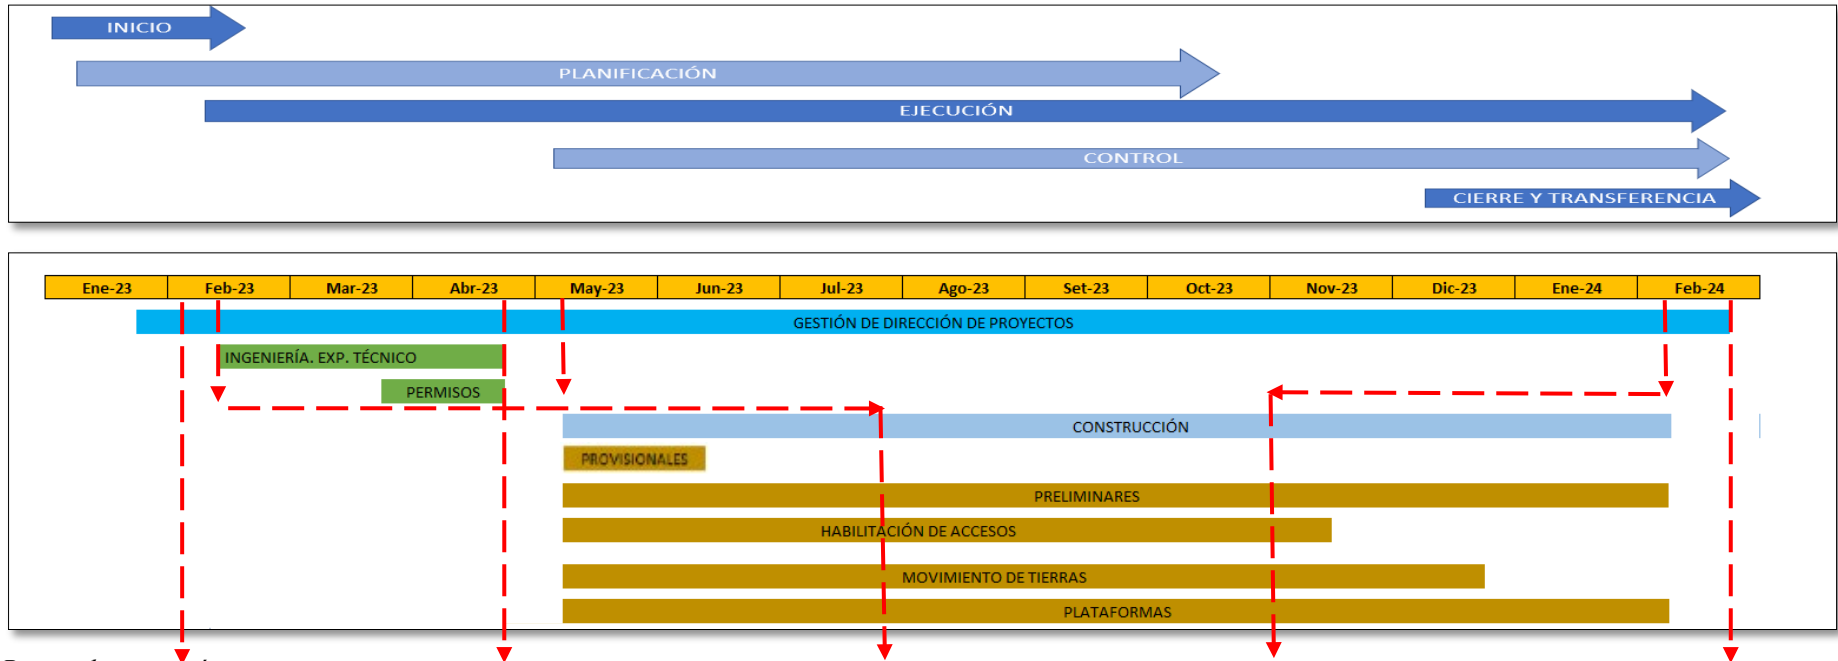 INICIO
PLANIFICACIÓN
EJECUCIÓN
CONTROL
CIERRE Y TRANSFERENCIA
Ene-23 Feb-23 Mar-23 Abr-23 May-23 Jun-23 Jul-23 Ago-23 Set-23 Oct-23 Nov-23 Dic-23 Ene-24 Feb-24
GESTIÓN DE DIRECCIÓN DE PROYECTOS
INGENIERÍA. EXP. TÉCNICO
PERMISOS
CONSTRUCCIÓN
PROVISIONALES
PRELIMINARES
HABILITACIÓN DE ACCESOS
MOVIMIENTO DE TIERRAS
PLATAFORMAS